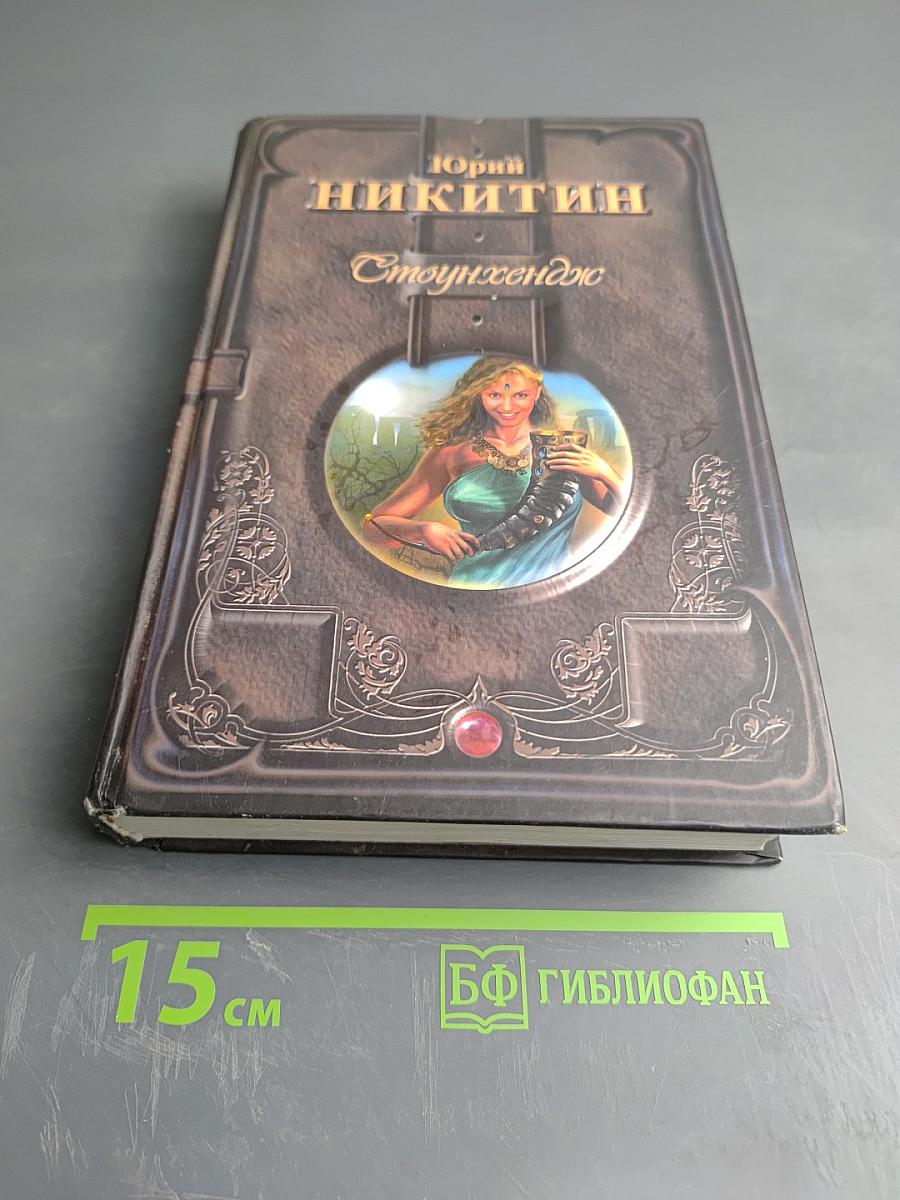 Юрий
НИКИТИН
Стоунхендж
15 см
БФ ГИБЛИОФАН